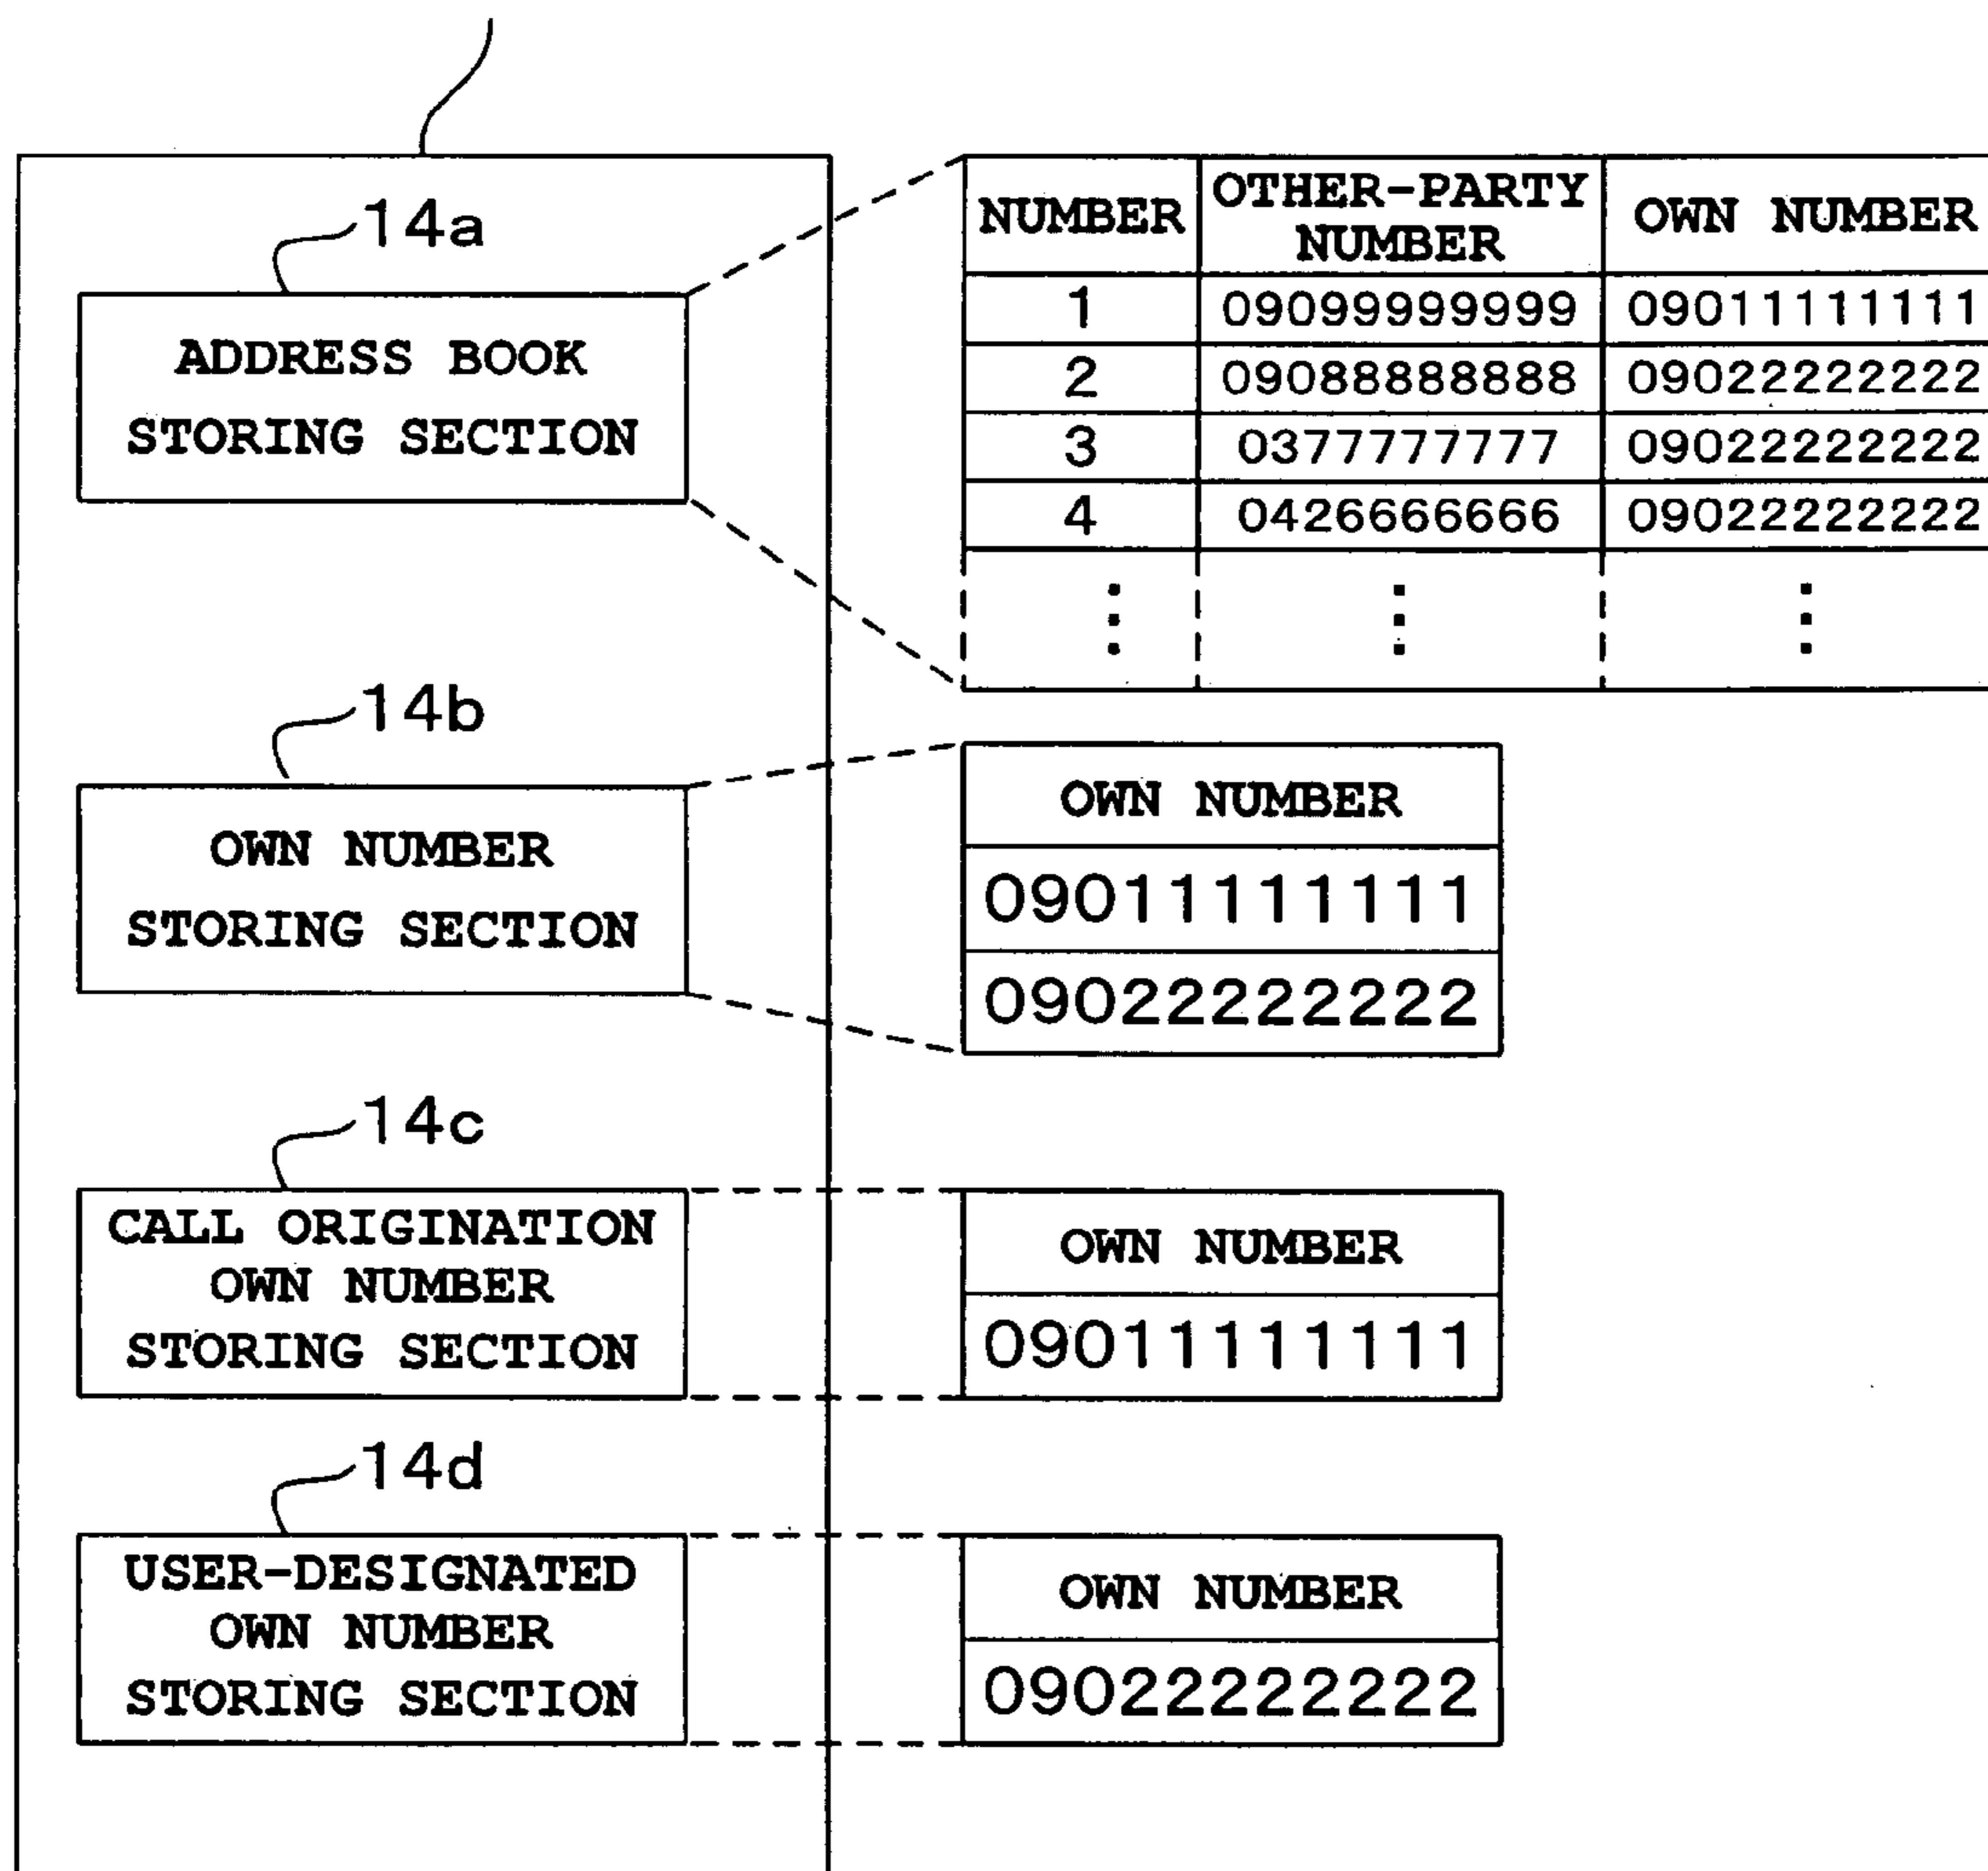 14a
ADDRESS BOOK
STORING SECTION
NUMBER OTHER-PARTY NUMBER OWN NUMBER
1 09099999999 09011111111
2 09088888888 09022222222
3 0377777777 09022222222
4 0426666666 09022222222
14b
OWN NUMBER
STORING SECTION
OWN NUMBER
09011111111
09022222222
14c
CALL ORIGINATION
OWN NUMBER
STORING SECTION
OWN NUMBER
09011111111
14d
USER-DESIGNATED
OWN NUMBER
STORING SECTION
OWN NUMBER
09022222222